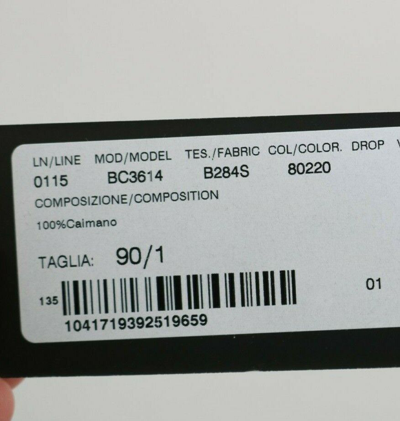 LN/LINE MOD/MODEL TES./FABRIC COL/COLOR. DROP V
0115 BC3614 B284S 80220
COMPOSIZIONE/COMPOSITION
100%Caimano
TAGLIA: 90/1
135 01
1041719392519659